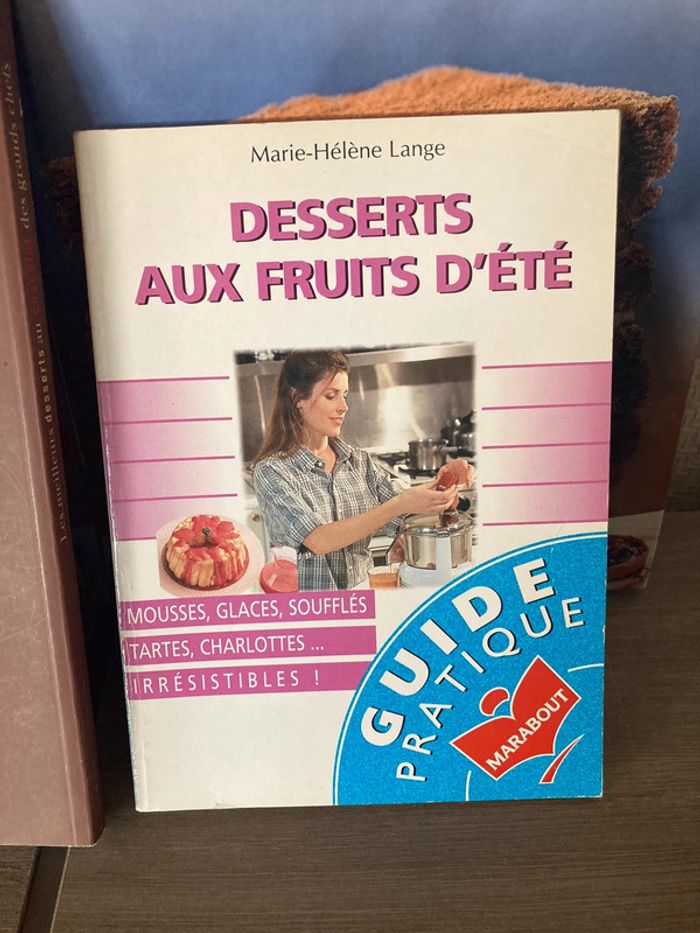 Marie-Hélène Lange
DESSERTS
AUX FRUITS D'ÉTÉ
MOUSSES, GLACES, SOUFFLÉS
TARTES, CHARLOTTES ...
IRRÉSISTIBLES !
GUIDE
PRATIQUE
MARABOUT
Les meilleurs desserts au chocolat des grands chefs